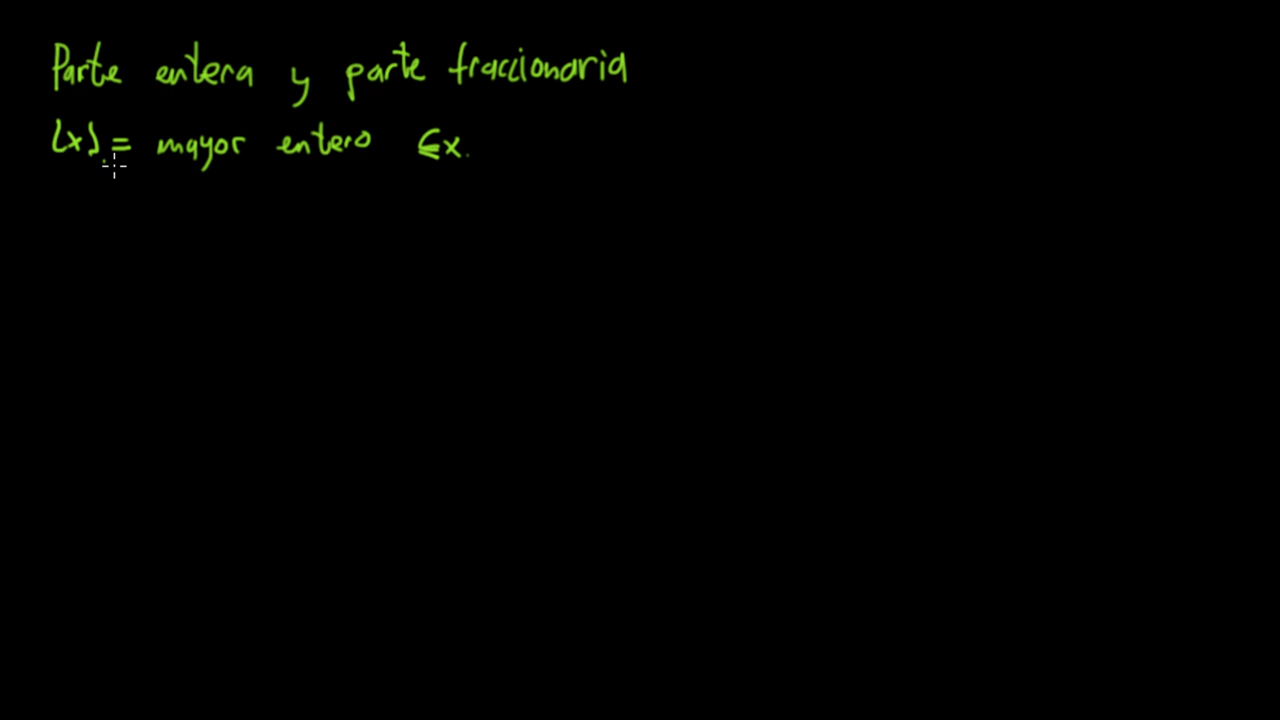 Parte entera y parte fraccionaria
⌊x⌋ = mayor entero ≤x.